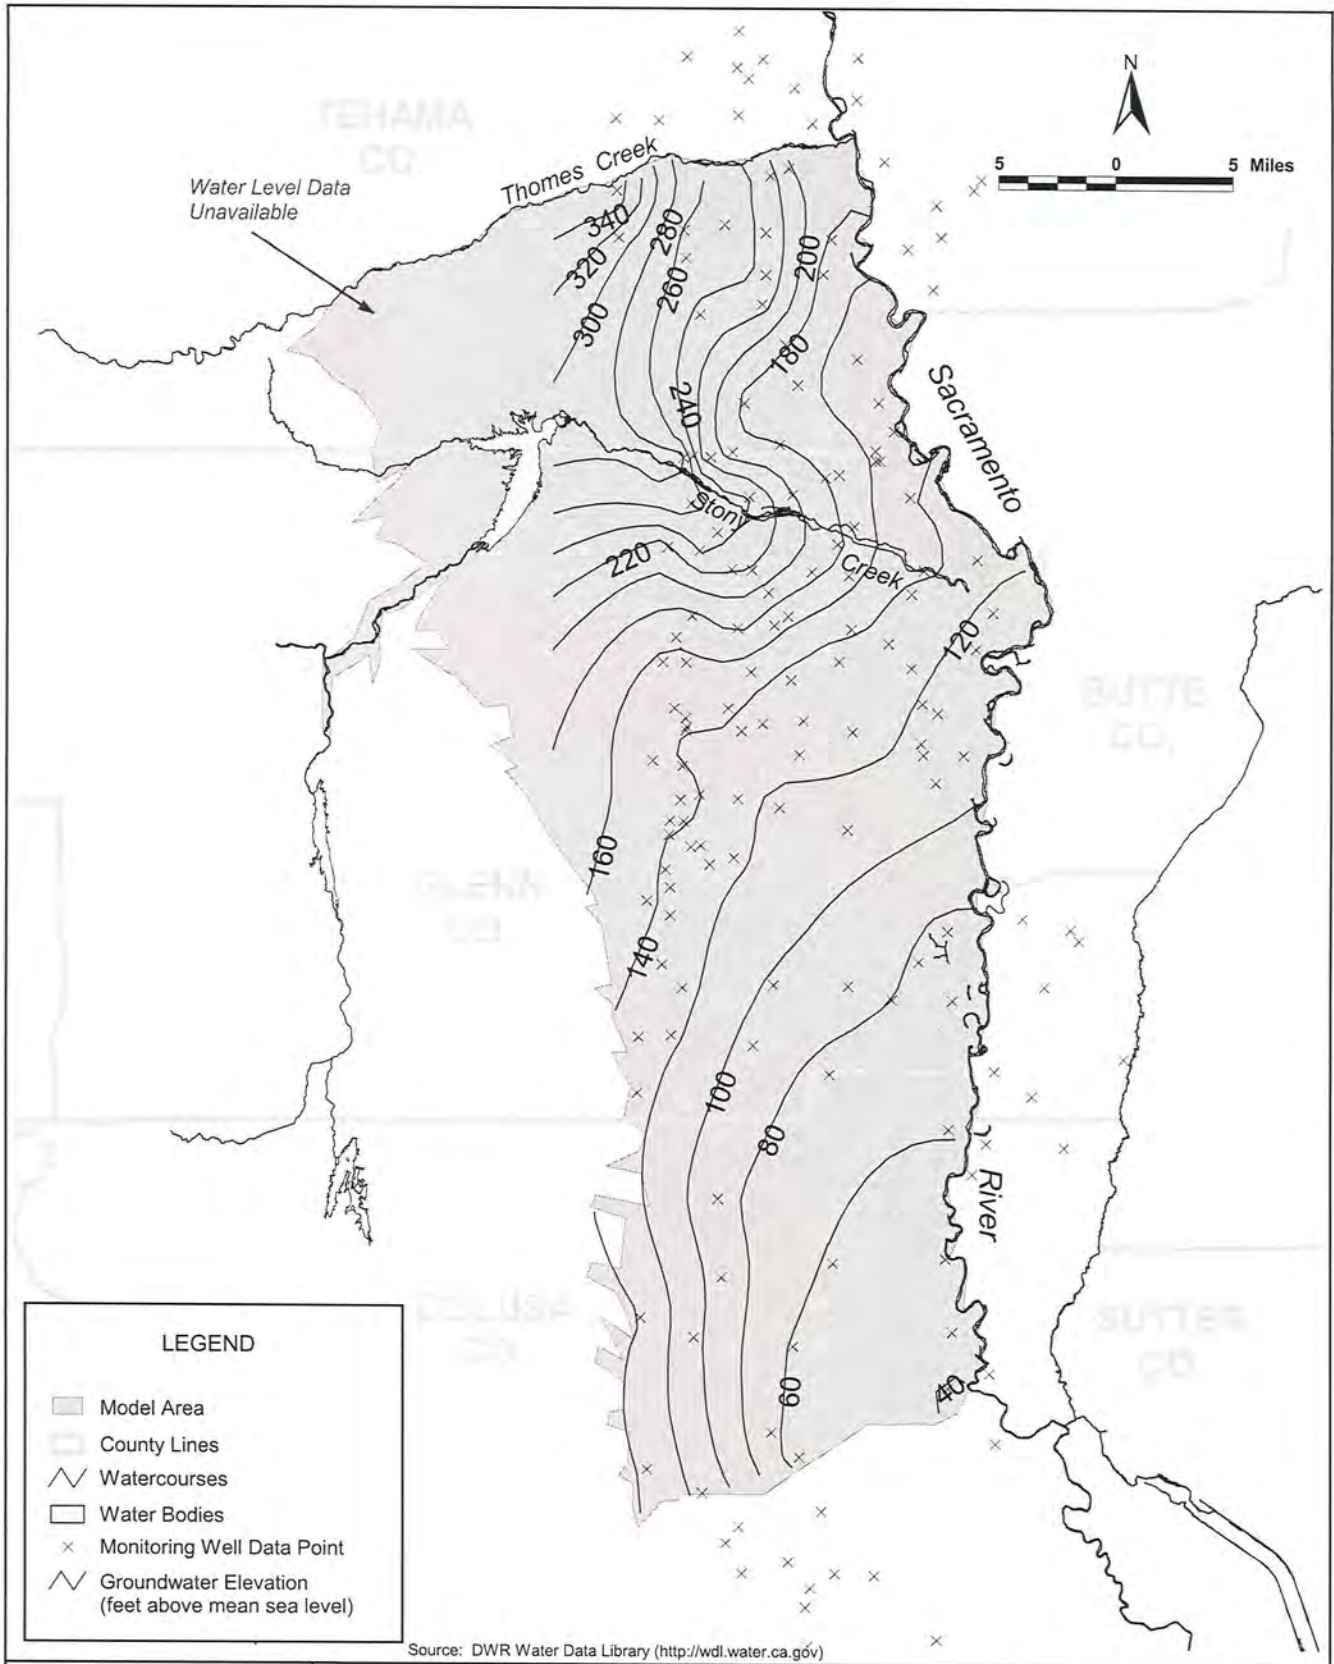 TEHAMA
CO
N
5 0 5 Miles
Thomes Creek
Water Level Data
Unavailable
340
320
300
280
260
240
200
180
Sacramento
Stony
Creek
220
120
BUTTE
CO.
160
GLENN
CO.
140
100
80
River
60
40
COLUSA
CO.
SUTTER
CO
LEGEND
Model Area
County Lines
Watercourses
Water Bodies
Monitoring Well Data Point
Groundwater Elevation
(feet above mean sea level)
Source: DWR Water Data Library (http://wdl.water.ca.gov)